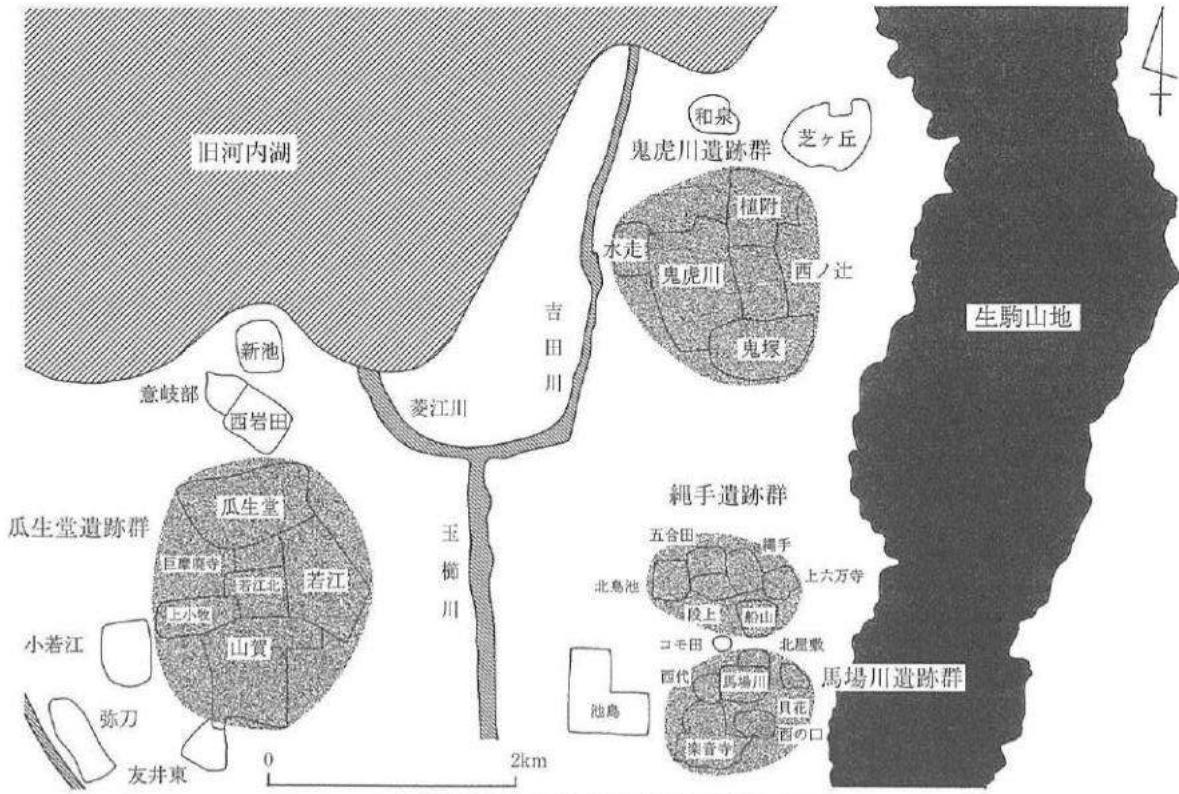 和泉
芝ヶ丘
旧河内湖
鬼虎川遺跡群
植附
水走
鬼虎川
西ノ辻
生駒山地
鬼塚
吉田川
新池
意岐部
西岩田
菱江川
瓜生堂
瓜生堂遺跡群
縄手遺跡群
五合田
縄手
巨摩廃寺
若江北
若江
玉櫛川
北鳥池
上六万寺
上小牧
段上
船山
小若江
山賀
コモ田
北屋敷
西代
馬場川
馬場川遺跡群
貝花
池島
西の口
弥刀
楽音寺
友井東
0
2km